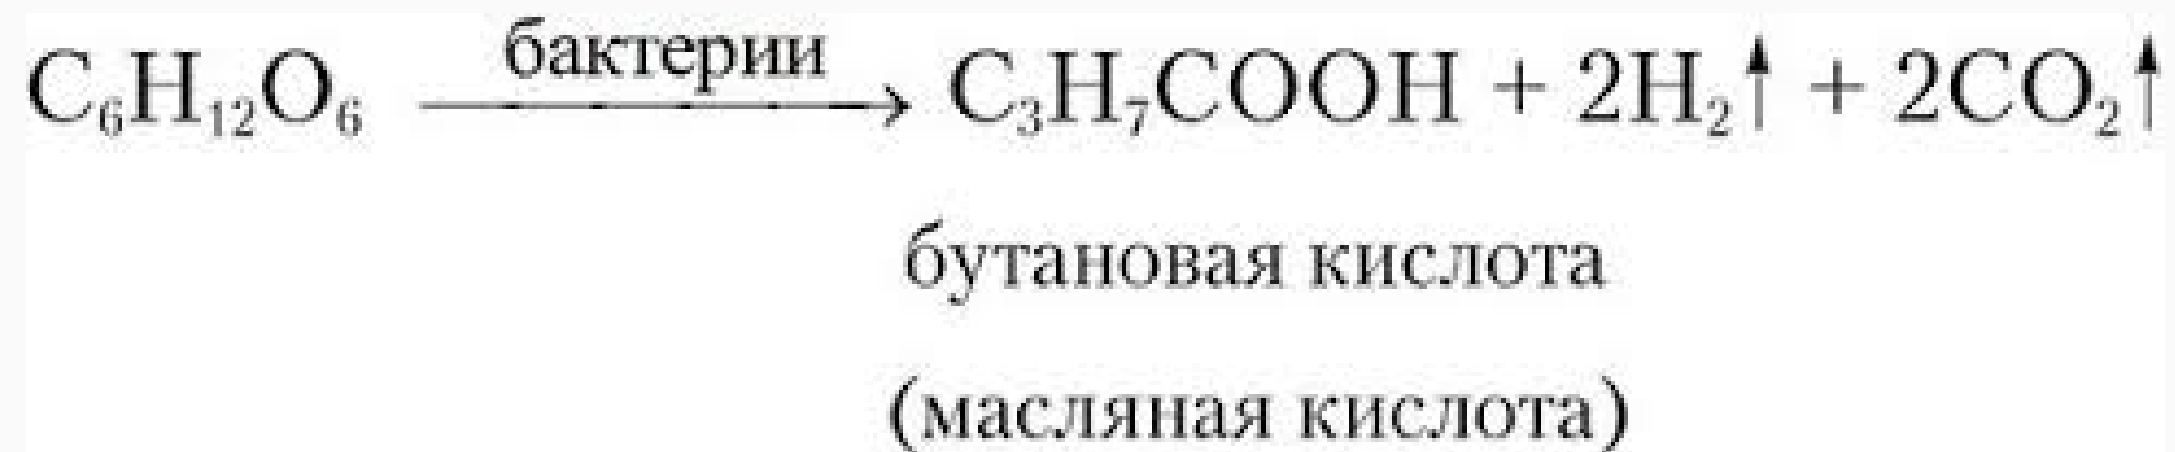 бактерии
C₆H₁₂O₆ ⟶ C₃H₇COOH + 2H₂↑ + 2CO₂↑
бутановая кислота
(масляная кислота)